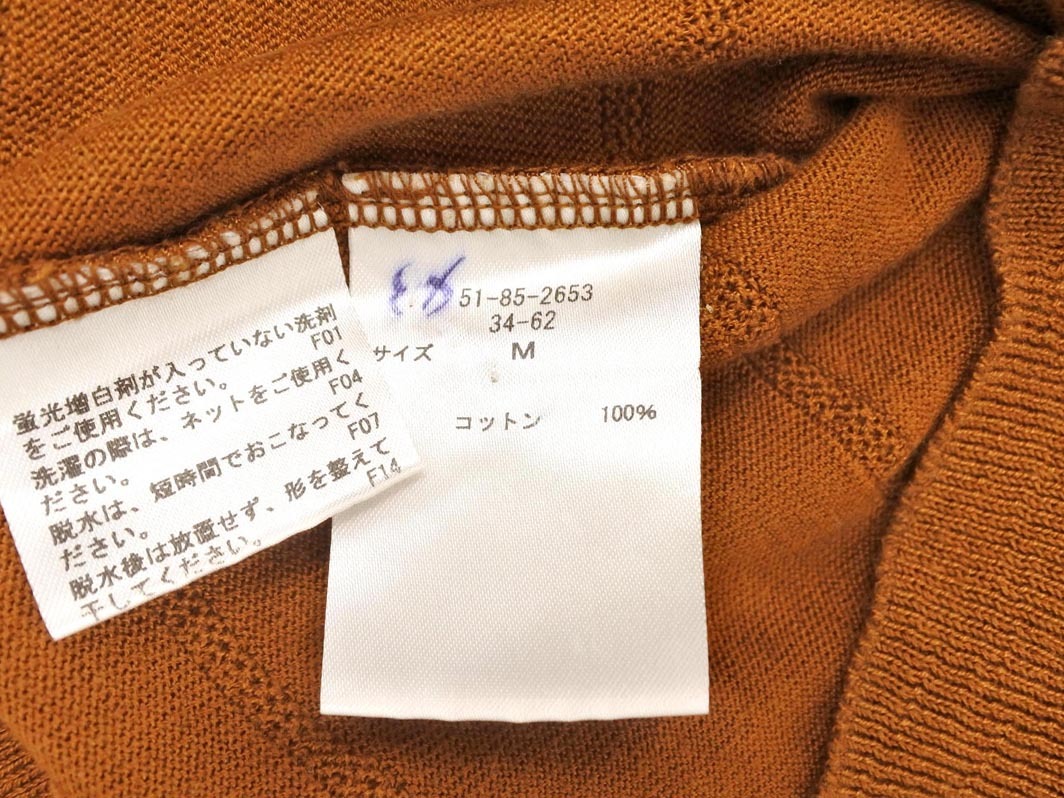 蛍光増白剤が入っていない洗剤
をご使用ください。 F01
洗濯の際は、ネットをご使用く
ださい。 F04
脱水は、短時間でおこなってく
ださい。 F07
脱水後は放置せず、形を整えて
干してください。 F14
51-85-2653
34-62
サイズ M
コットン 100%